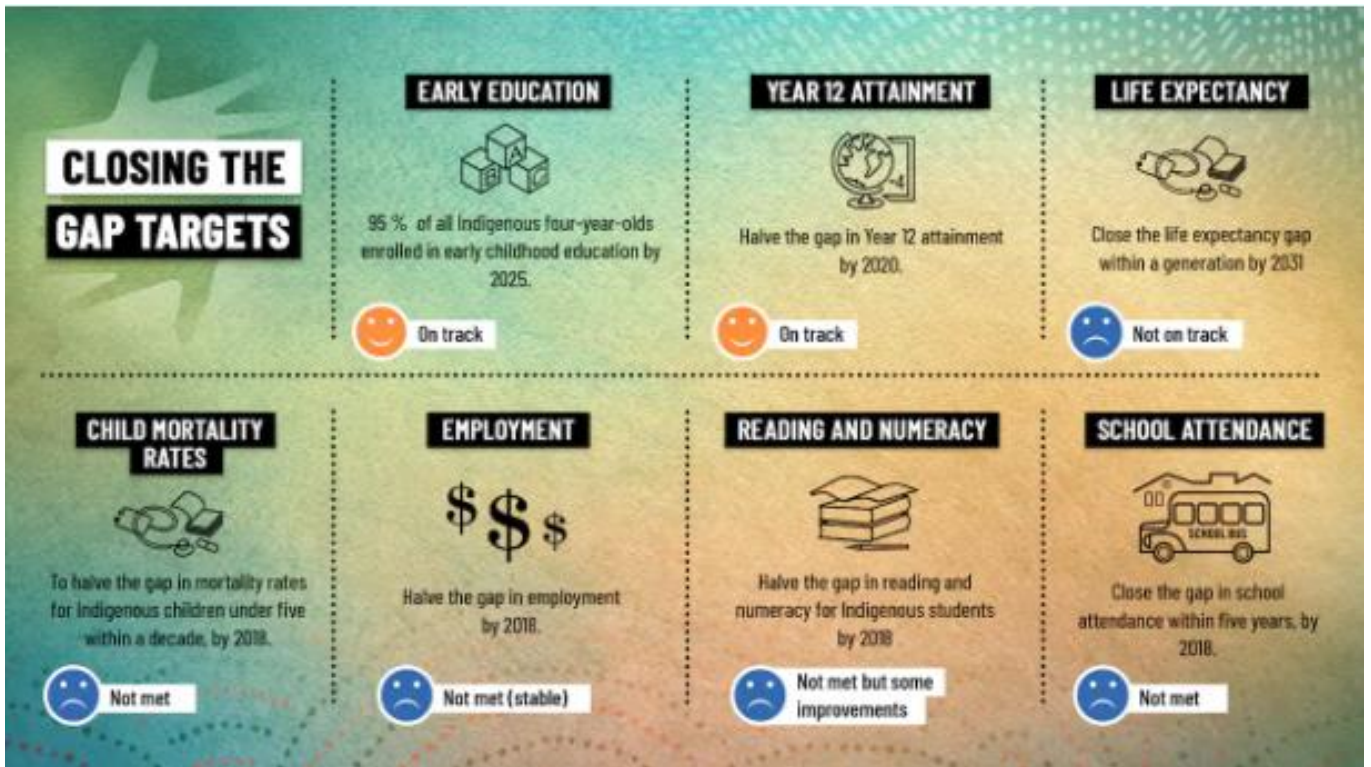 CLOSING THE
GAP TARGETS
EARLY EDUCATION
A
B
C
95 % of all Indigenous four-year-olds
enrolled in early childhood education by
2025.
On track
YEAR 12 ATTAINMENT
Halve the gap in Year 12 attainment
by 2020.
On track
LIFE EXPECTANCY
Close the life expectancy gap
within a generation by 2031
Not on track
CHILD MORTALITY
RATES
To halve the gap in mortality rates
for Indigenous children under five
within a decade, by 2018.
Not met
EMPLOYMENT
$ $ $
Halve the gap in employment
by 2018.
Not met (stable)
READING AND NUMERACY
Halve the gap in reading and
numeracy for Indigenous students
by 2018
Not met but some
improvements
SCHOOL ATTENDANCE
SCHOOL BUS
Close the gap in school
attendance within five years, by
2018.
Not met